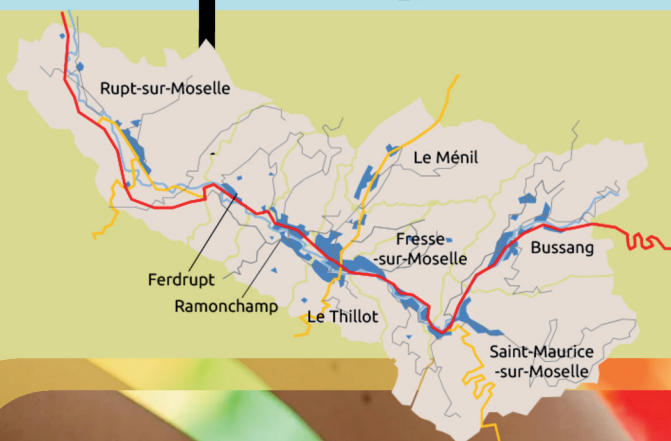 Rupt-sur-Moselle
Le Ménil
Fresse
-sur-Moselle
Bussang
Ferdrupt
Ramonchamp
Le Thillot
Saint-Maurice
-sur-Moselle